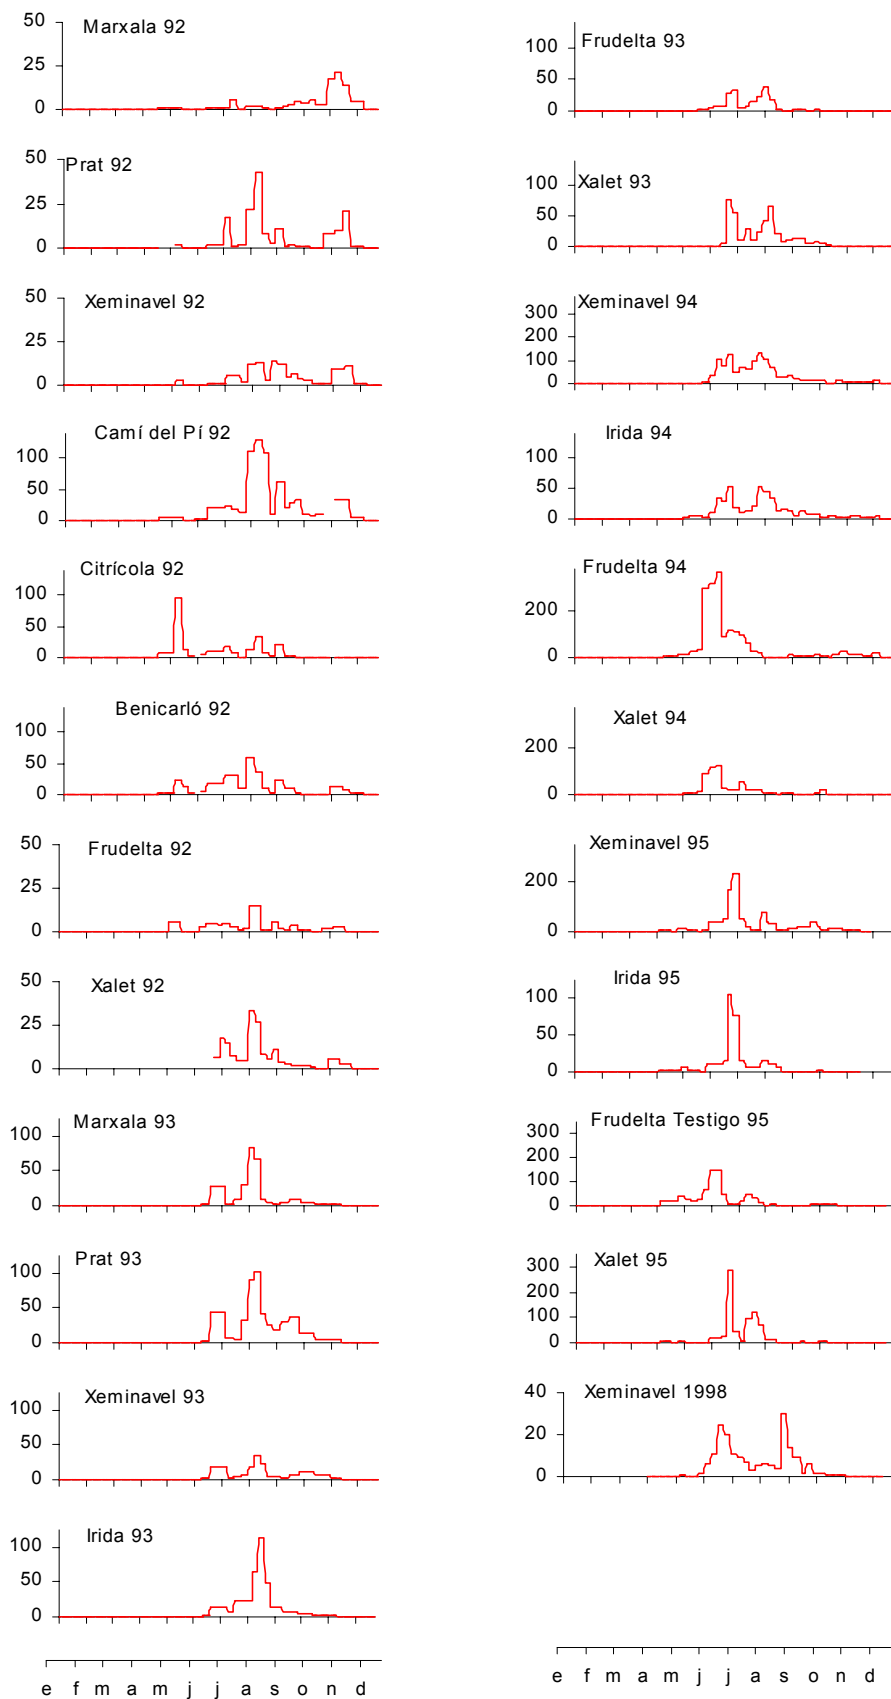 Marxala 92
50
25
0
Prat 92
50
25
0
Xeminavel 92
50
25
0
Camí del Pí 92
100
50
0
Citrícola 92
100
50
0
Benicarló 92
100
50
0
Frudelta 92
50
25
0
Xalet 92
50
25
0
Marxala 93
100
50
0
Prat 93
100
50
0
Xeminavel 93
100
50
0
Irida 93
100
50
0
e f m a m j j a s o n d
Frudelta 93
100
50
0
Xalet 93
100
50
0
Xeminavel 94
300
200
100
0
Irida 94
100
50
0
Frudelta 94
200
0
Xalet 94
200
0
Xeminavel 95
200
0
Irida 95
100
50
0
Frudelta Testigo 95
300
200
100
0
Xalet 95
300
200
100
0
Xeminavel 1998
40
20
0
e f m a m j j a s o n d